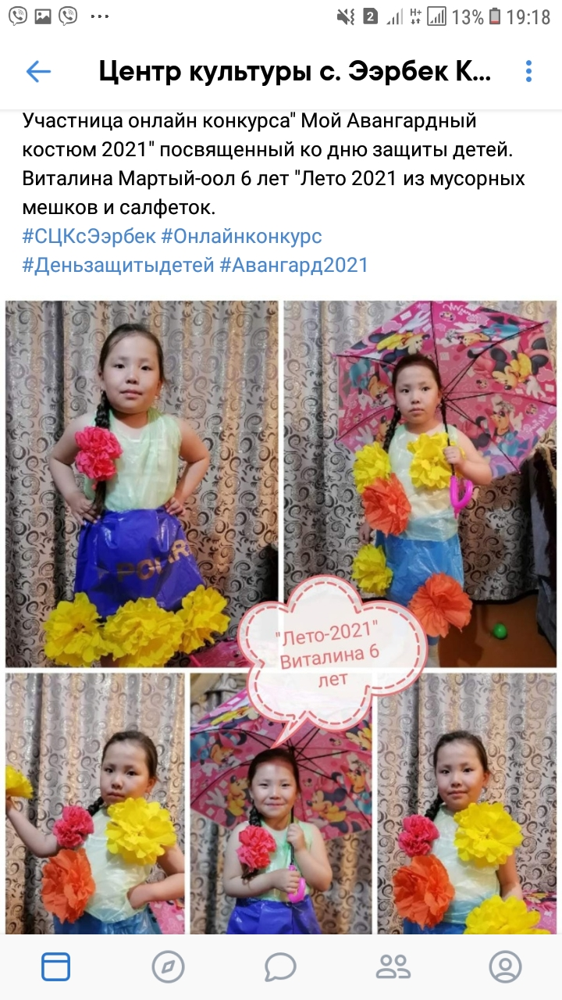 2 H+ 13% 19:18
Центр культуры с. Ээрбек К...
Участница онлайн конкурса" Мой Авангардный
костюм 2021" посвященный ко дню защиты детей.
Виталина Мартый-оол 6 лет "Лето 2021 из мусорных
мешков и салфеток.
#СЦКсЭэрбек #Онлайнконкурс
#Деньзащитыдетей #Авангард2021
"Лето-2021"
Виталина 6
лет